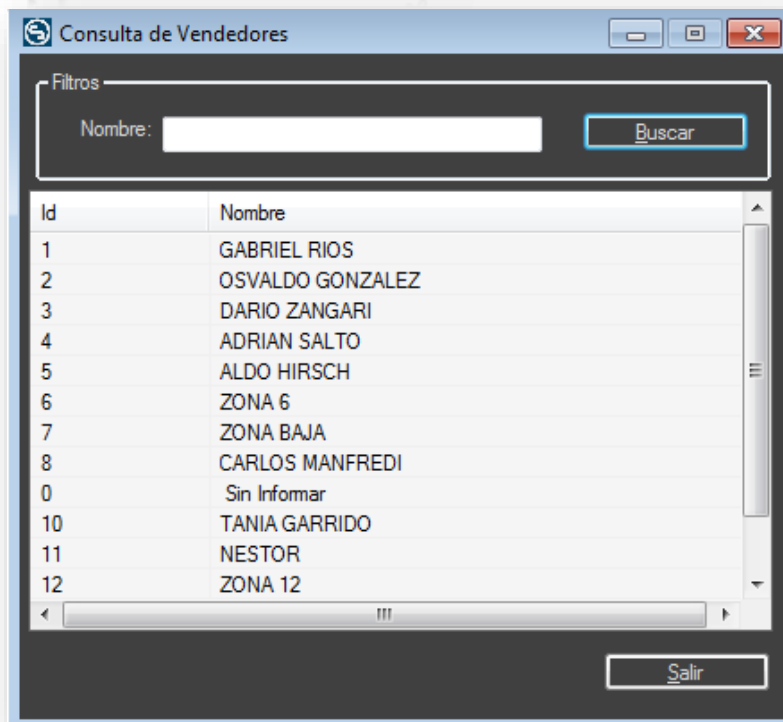 Consulta de Vendedores
Filtros
Nombre: Buscar
Id Nombre
1 GABRIEL RIOS
2 OSVALDO GONZALEZ
3 DARIO ZANGARI
4 ADRIAN SALTO
5 ALDO HIRSCH
6 ZONA 6
7 ZONA BAJA
8 CARLOS MANFREDI
0 Sin Informar
10 TANIA GARRIDO
11 NESTOR
12 ZONA 12
Salir